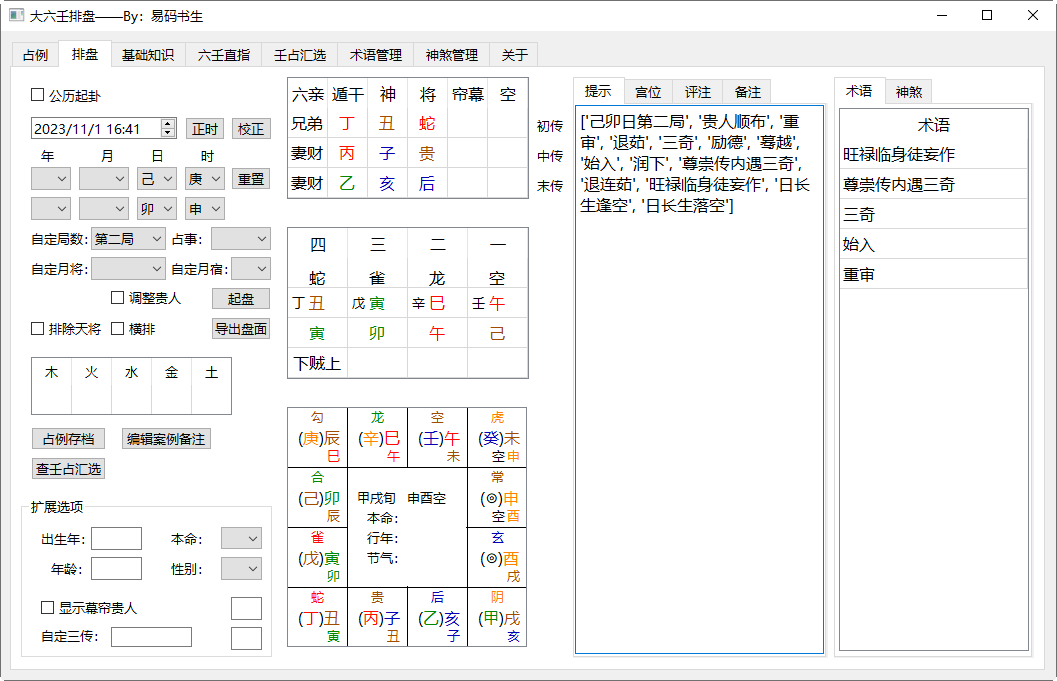 大六壬排盘——By: 易码书生
占例 排盘 基础知识 六壬直指 壬占汇选 术语管理 神煞管理 关于
公历起卦
2023/11/1 16:41 正时 校正
年 月 日 时
己 庚 重置
卯 申
自定局数: 第二局 占事:
自定月将: 自定月宿:
调整贵人 起盘
排除天将 横排 导出盘面
木 火 水 金 土
占例存档 编辑案例备注
查壬占汇选
扩展选项
出生年: 本命:
年龄: 性别:
显示幕帘贵人
自定三传:
六亲 遁干 神 将 帘幕 空
兄弟 丁 丑 蛇 初传
妻财 丙 子 贵 中传
妻财 乙 亥 后 末传
四 三 二 一
蛇 雀 龙 空
丁丑 戊寅 辛巳 壬午
寅 卯 午 己
下贼上
勾 龙 空 虎
(庚)辰 (辛)巳 (壬)午 (癸)未
巳 午 未 空申
合 常
(己)卯 (⊙)申
辰 空酉
雀 玄
(戊)寅 (⊙)酉
卯 戌
甲戌旬 申酉空
本命:
行年:
节气:
蛇 贵 后 阴
(丁)丑 (丙)子 (乙)亥 (甲)戌
寅 丑 子 亥
提示 宫位 评注 备注
['己卯日第二局', '贵人顺布', '重
审', '退茹', '三奇', '励德', '蓦越',
'始入', '润下', '尊崇传内遇三奇',
'退连茹', '旺禄临身徒妄作', '日长
生逢空', '日长生落空']
术语 神煞
术语
旺禄临身徒妄作
尊崇传内遇三奇
三奇
始入
重审